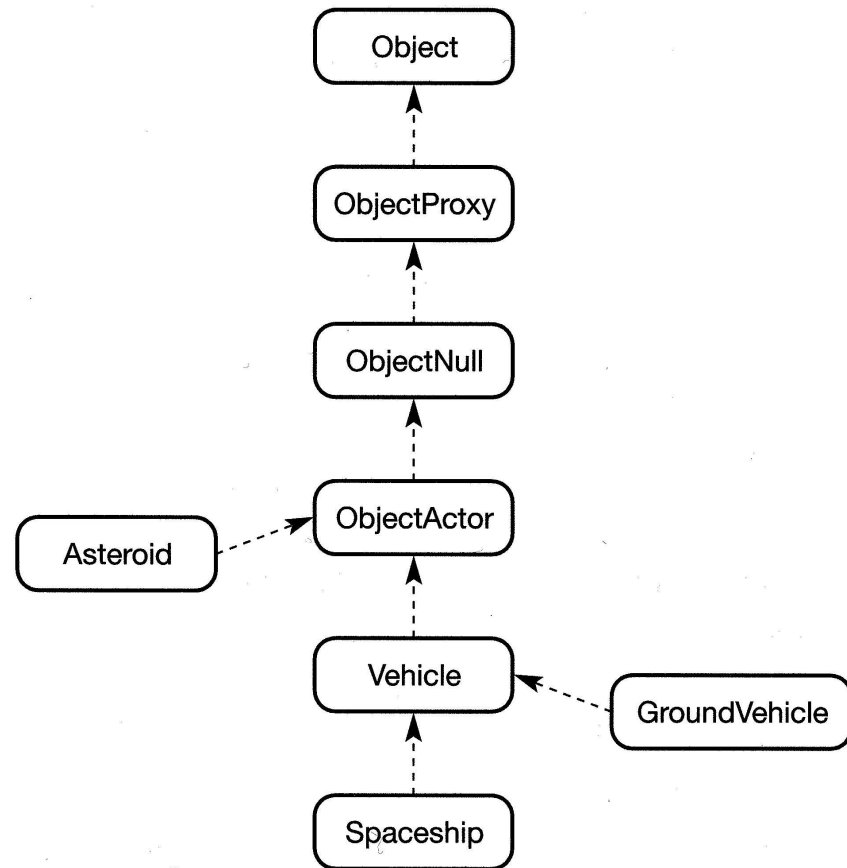 Object
ObjectProxy
ObjectNull
ObjectActor
Asteroid
Vehicle
GroundVehicle
Spaceship